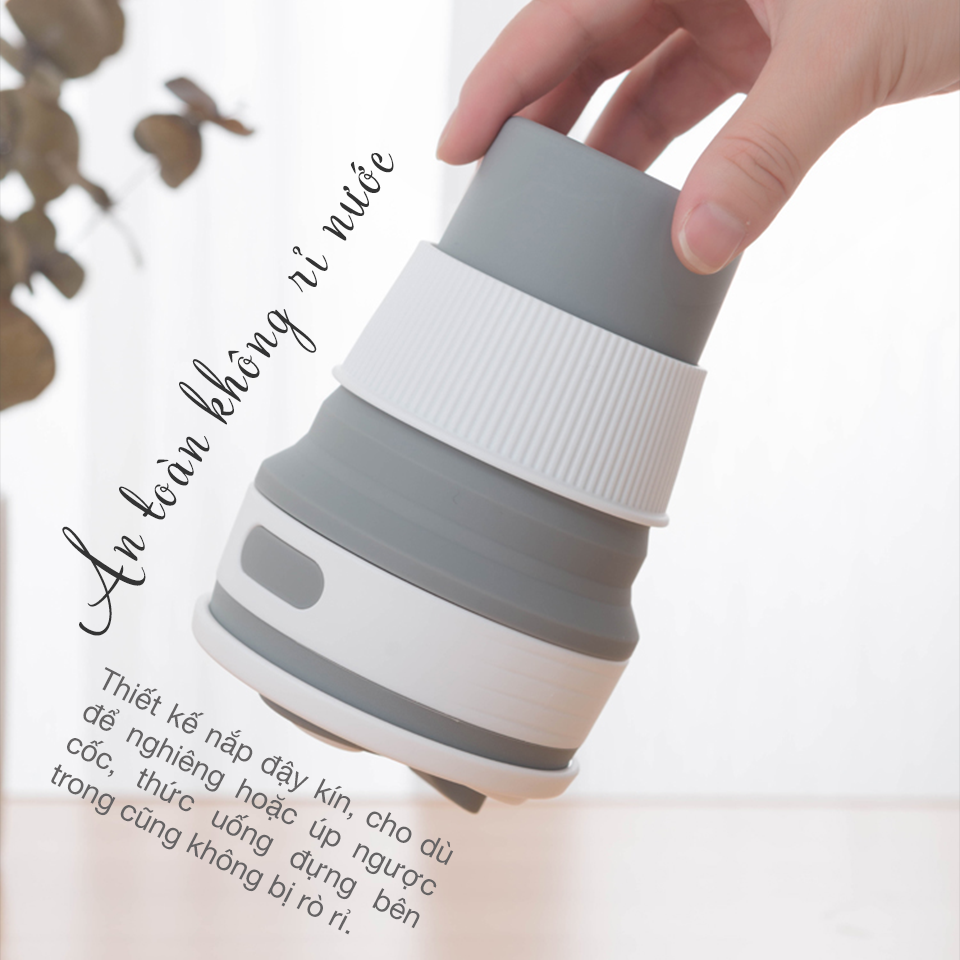 An toàn không rỉ nước
Thiết kế nắp đậy kín, cho dù
để nghiêng hoặc úp ngược
cốc, thức uống đựng bên
trong cũng không bị rò rỉ.